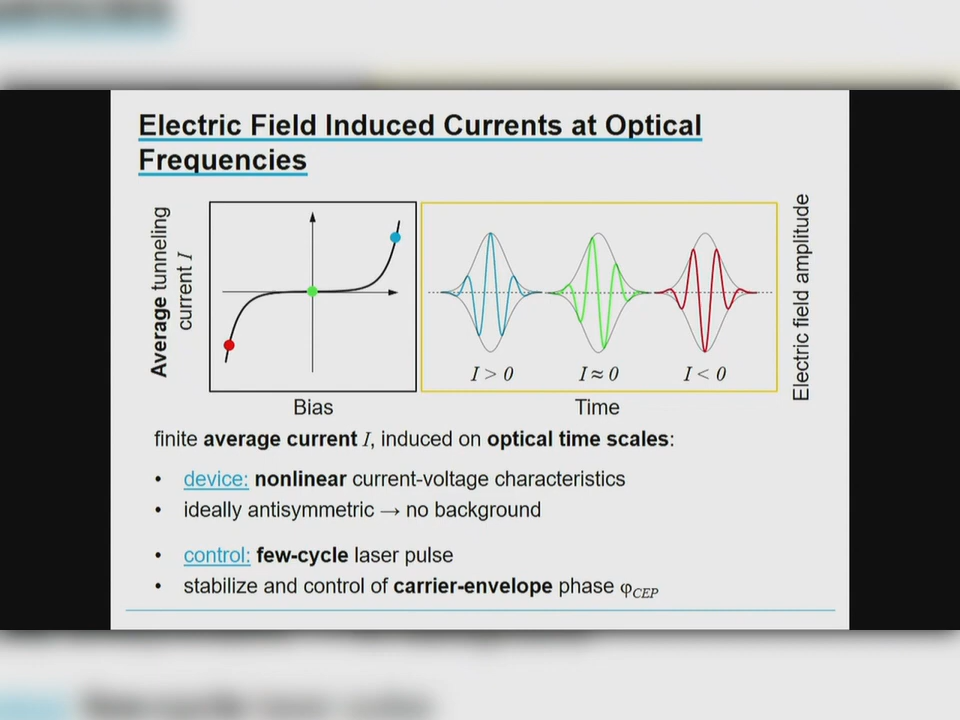 Electric Field Induced Currents at Optical
Frequencies
Average tunneling
current I
Bias
I > 0
I ≈ 0
I < 0
Time
Electric field amplitude
finite average current I, induced on optical time scales:
• device: nonlinear current-voltage characteristics
• ideally antisymmetric → no background
• control: few-cycle laser pulse
• stabilize and control of carrier-envelope phase φCEP